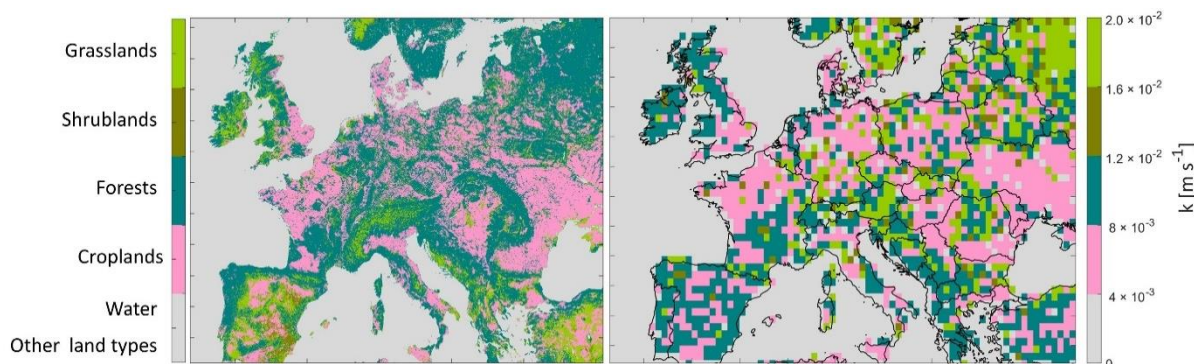 Grasslands
Shrublands
Forests
Croplands
Water
Other land types
2.0 × 10⁻²
1.6 × 10⁻²
1.2 × 10⁻²
8 × 10⁻³
4 × 10⁻³
0
k [m s⁻¹]